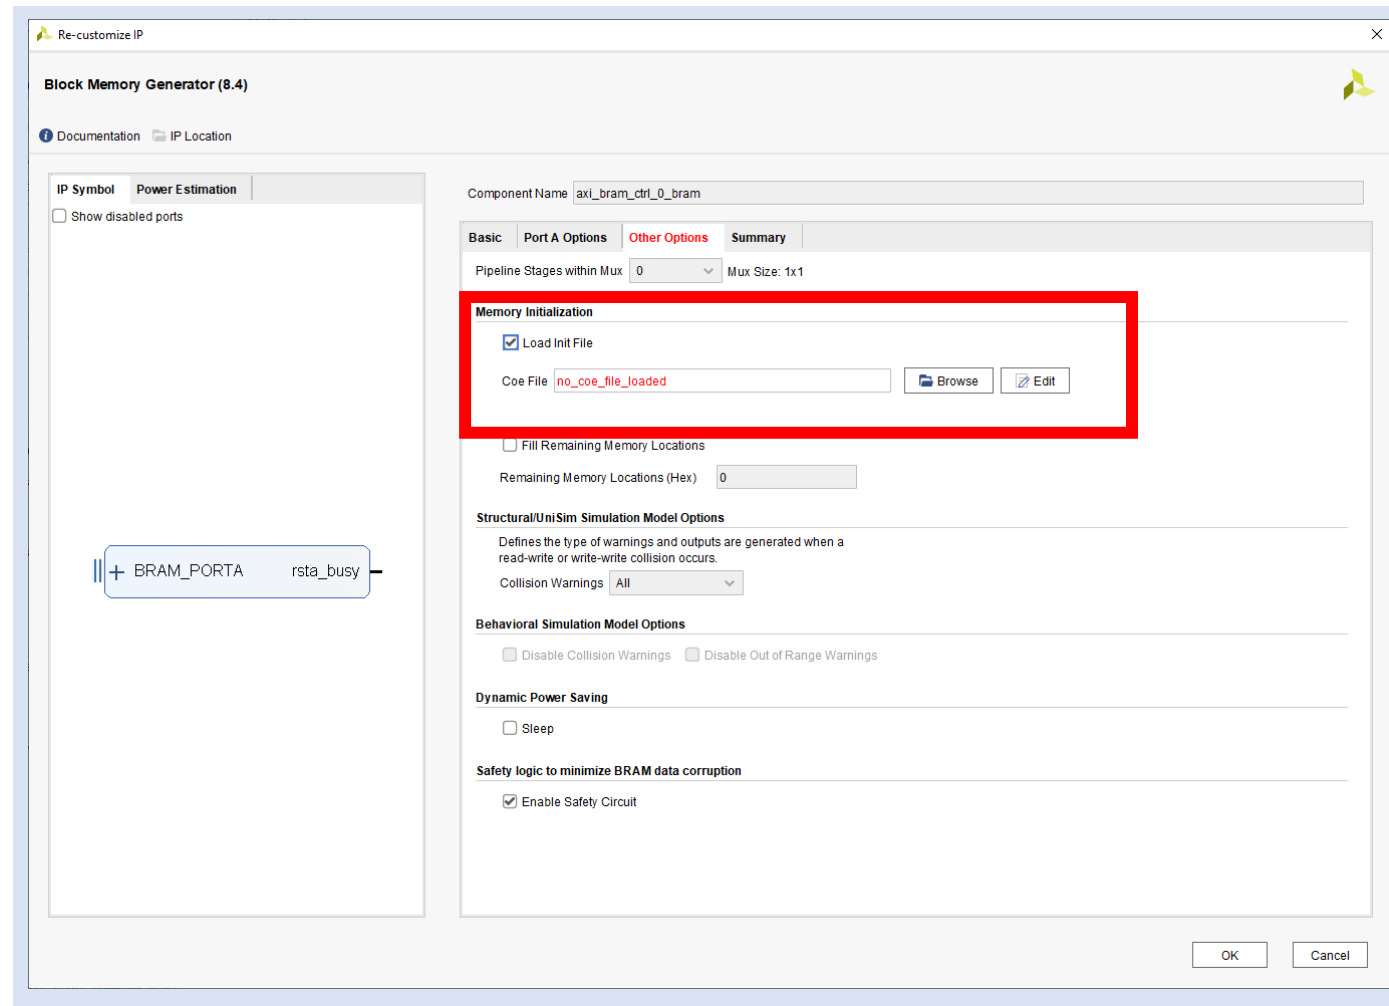 Re-customize IP
Block Memory Generator (8.4)
Documentation IP Location
IP Symbol Power Estimation
Show disabled ports
BRAM_PORTA rsta_busy
Component Name axi_bram_ctrl_0_bram
Basic Port A Options Other Options Summary
Pipeline Stages within Mux 0 Mux Size: 1x1
Memory Initialization
Load Init File
Coe File no_coe_file_loaded Browse Edit
Fill Remaining Memory Locations
Remaining Memory Locations (Hex) 0
Structural/UniSim Simulation Model Options
Defines the type of warnings and outputs are generated when a
read-write or write-write collision occurs.
Collision Warnings All
Behavioral Simulation Model Options
Disable Collision Warnings Disable Out of Range Warnings
Dynamic Power Saving
Sleep
Safety logic to minimize BRAM data corruption
Enable Safety Circuit
OK Cancel